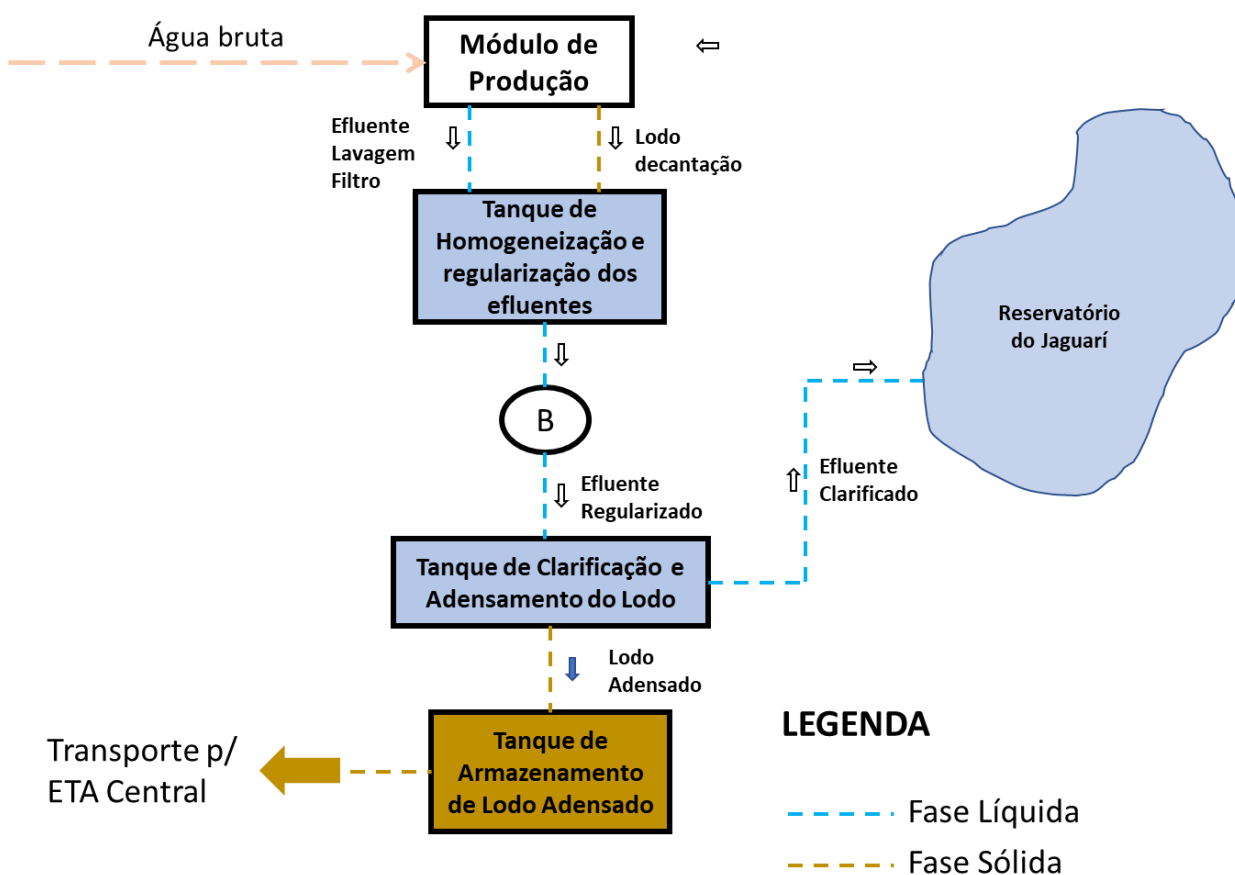 Água bruta
Módulo de
Produção
Efluente
Lavagem
Filtro
Lodo
decantação
Tanque de
Homogeneização e
regularização dos
efluentes
Reservatório
do Jaguarí
B
Efluente
Regularizado
Efluente
Clarificado
Tanque de Clarificação e
Adensamento do Lodo
Lodo
Adensado
Tanque de
Armazenamento
de Lodo Adensado
Transporte p/
ETA Central
LEGENDA
Fase Líquida
Fase Sólida